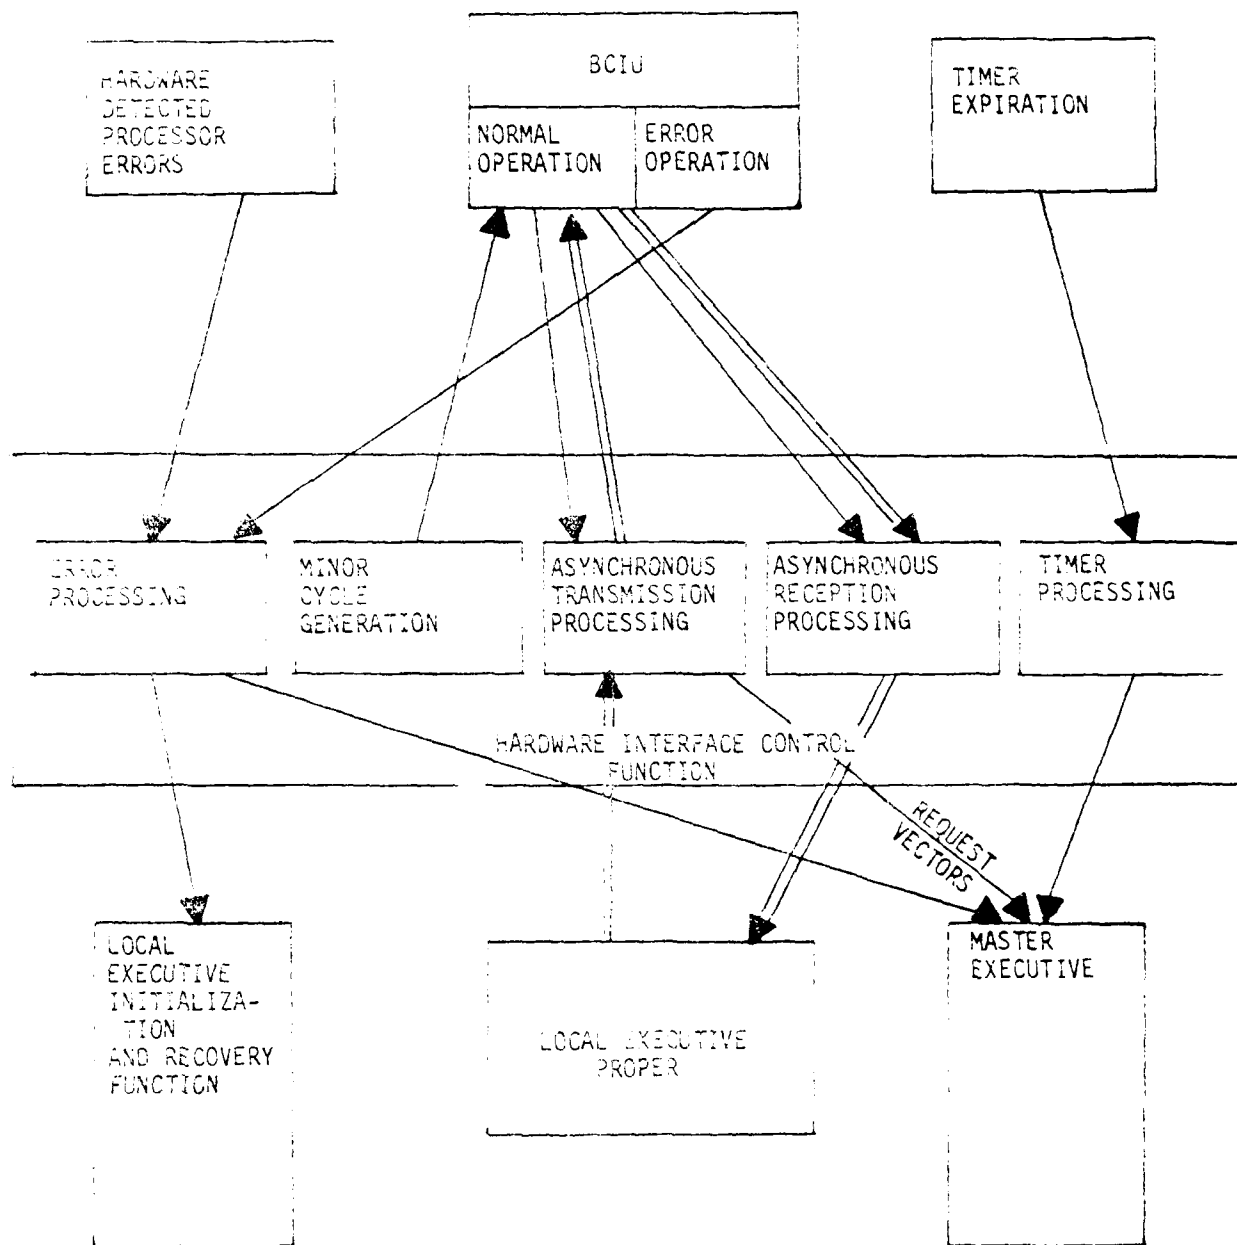 HARDWARE
DETECTED
PROCESSOR
ERRORS
BCIU
NORMAL
OPERATION
ERROR
OPERATION
TIMER
EXPIRATION
ERROR
PROCESSING
MINOR
CYCLE
GENERATION
ASYNCHRONOUS
TRANSMISSION
PROCESSING
ASYNCHRONOUS
RECEPTION
PROCESSING
TIMER
PROCESSING
HARDWARE INTERFACE CONTROL
FUNCTION
REQUEST
VECTORS
LOCAL
EXECUTIVE
INITIALIZA-
TION
AND RECOVERY
FUNCTION
LOCAL EXECUTIVE
PROPER
MASTER
EXECUTIVE